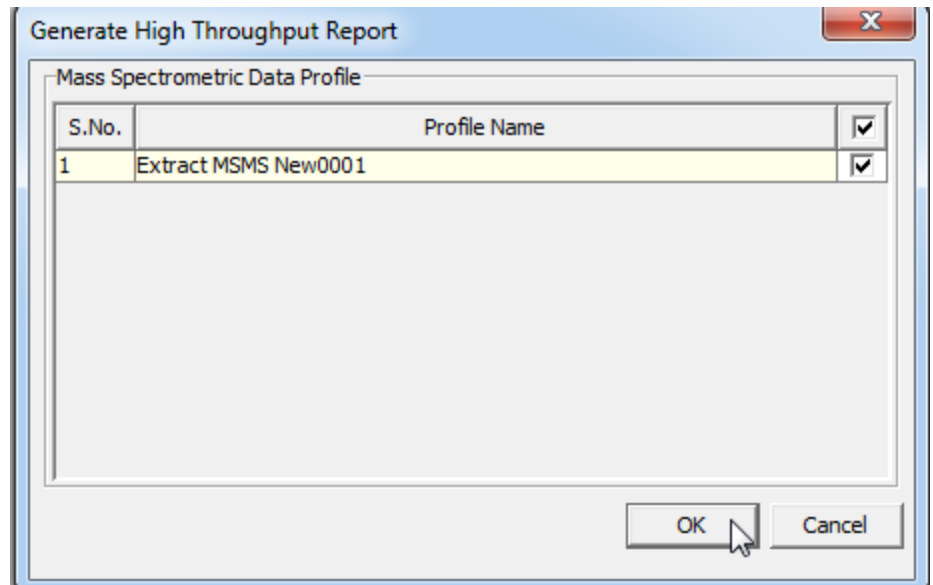 Generate High Throughput Report
Mass Spectrometric Data Profile
S.No. Profile Name
1 Extract MSMS New0001
OK Cancel